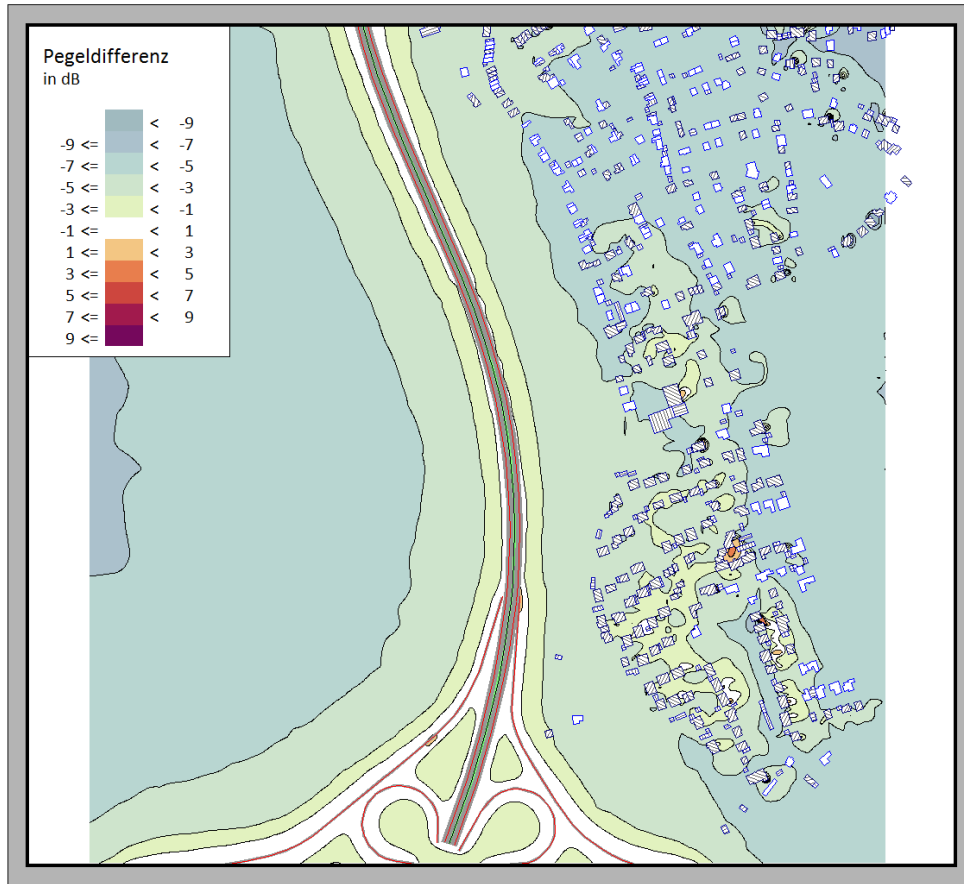 Pegeldifferenz
in dB
< -9
-9 <= < -7
-7 <= < -5
-5 <= < -3
-3 <= < -1
-1 <= < 1
1 <= < 3
3 <= < 5
5 <= < 7
7 <= < 9
9 <=